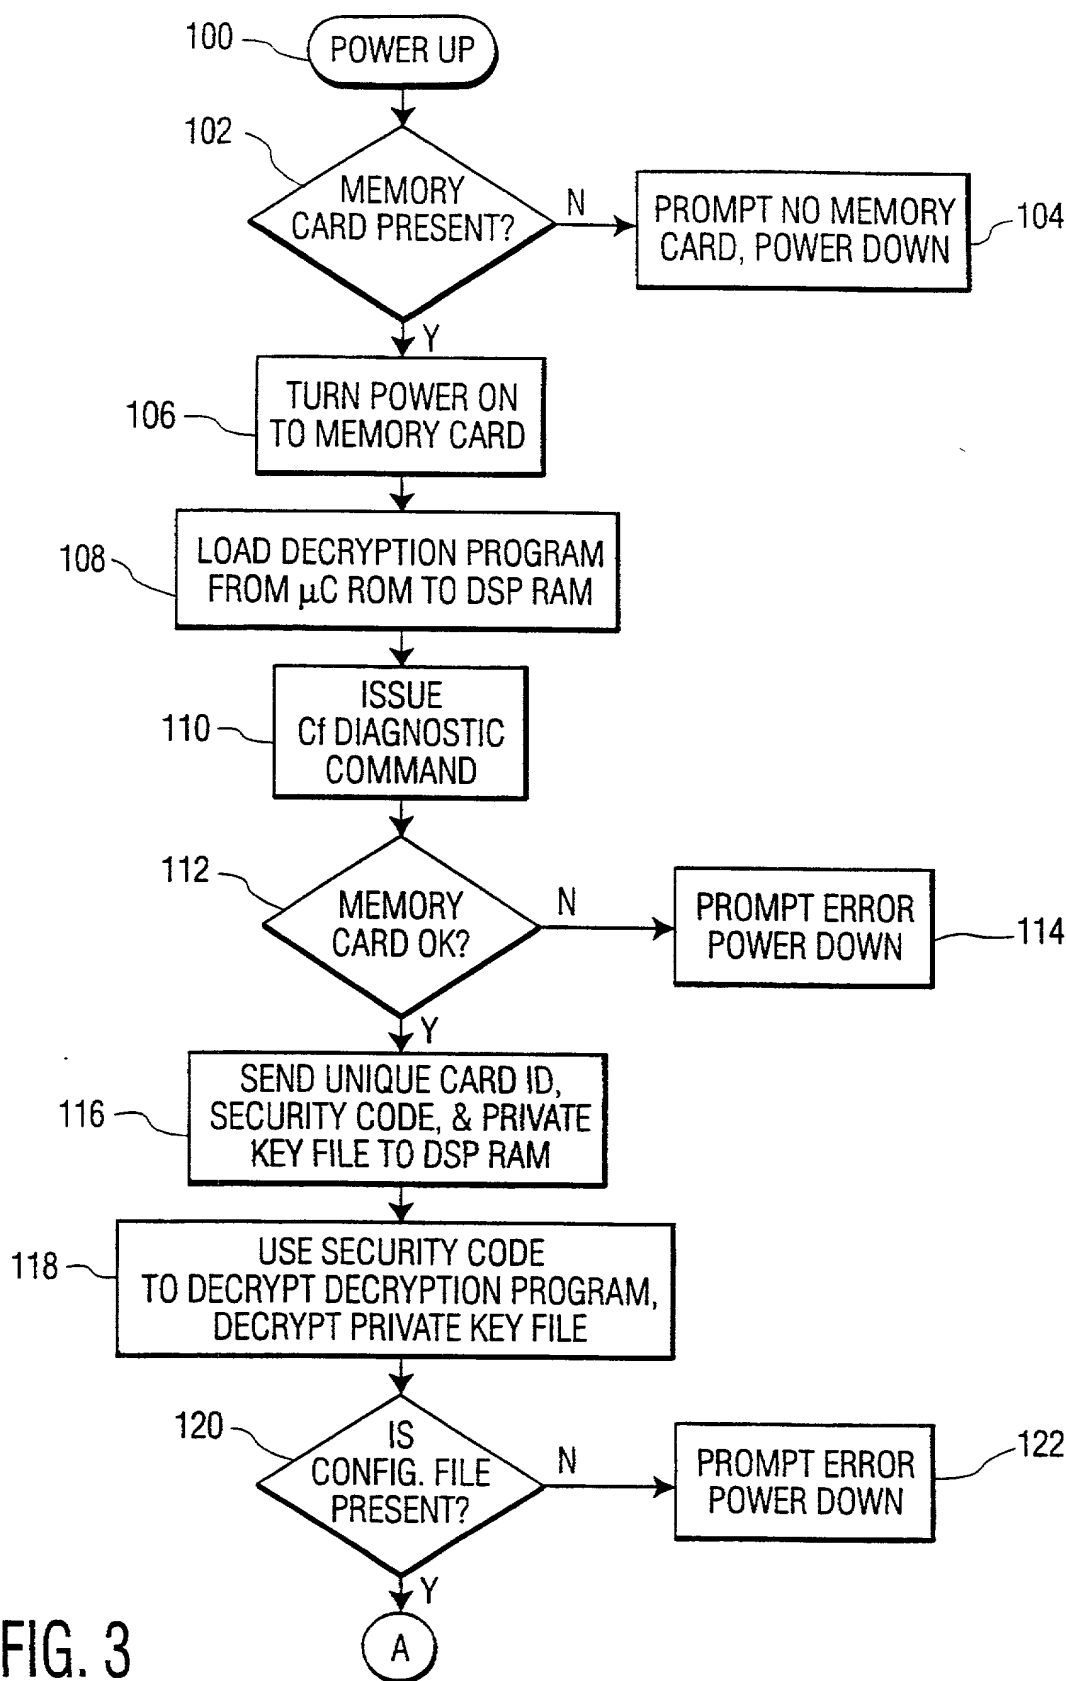 100
POWER UP
102
MEMORY
CARD PRESENT?
N
PROMPT NO MEMORY
CARD, POWER DOWN
104
Y
106
TURN POWER ON
TO MEMORY CARD
108
LOAD DECRYPTION PROGRAM
FROM μC ROM TO DSP RAM
110
ISSUE
Cf DIAGNOSTIC
COMMAND
112
MEMORY
CARD OK?
N
PROMPT ERROR
POWER DOWN
114
Y
116
SEND UNIQUE CARD ID,
SECURITY CODE, & PRIVATE
KEY FILE TO DSP RAM
118
USE SECURITY CODE
TO DECRYPT DECRYPTION PROGRAM,
DECRYPT PRIVATE KEY FILE
120
IS
CONFIG. FILE
PRESENT?
N
PROMPT ERROR
POWER DOWN
122
Y
A
FIG. 3